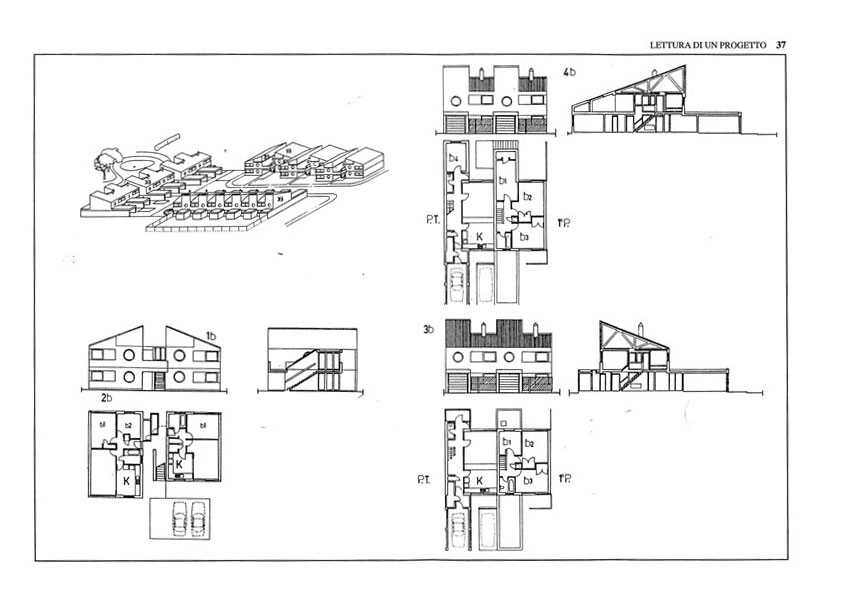 LETTURA DI UN PROGETTO 37
4b
b4
b1
b2
P.T.
K
b3
1°P.
1b
3b
2b
b1
b2
b1
K
K
b1
b2
P.T.
K
b3
1°P.